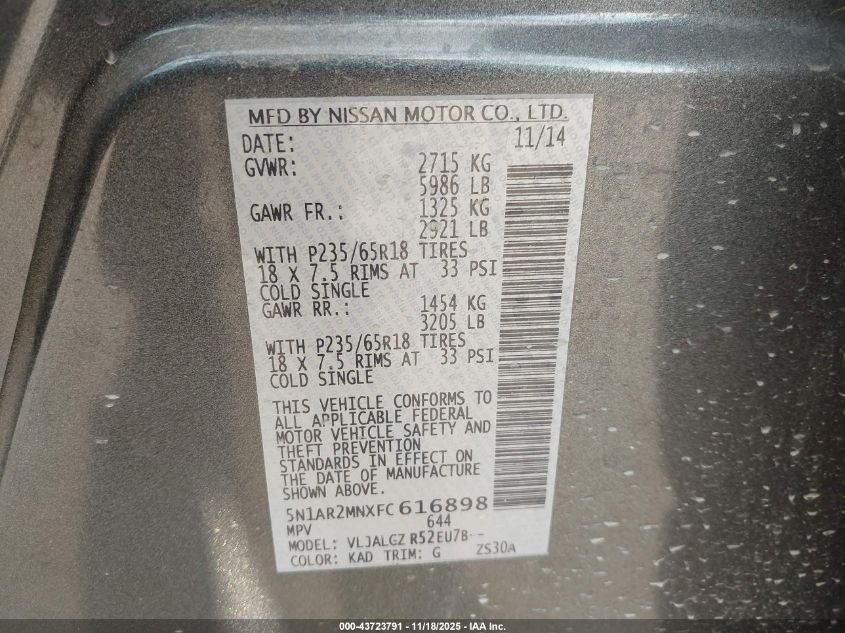 MFD BY NISSAN MOTOR CO., LTD.
DATE: 11/14
GVWR: 2715 KG
5986 LB
GAWR FR.: 1325 KG
2921 LB
WITH P235/65R18 TIRES
18 X 7.5 RIMS AT 33 PSI
COLD SINGLE
GAWR RR.: 1454 KG
3205 LB
WITH P235/65R18 TIRES
18 X 7.5 RIMS AT 33 PSI
COLD SINGLE
THIS VEHICLE CONFORMS TO
ALL APPLICABLE FEDERAL
MOTOR VEHICLE SAFETY AND
THEFT PREVENTION
STANDARDS IN EFFECT ON
THE DATE OF MANUFACTURE
SHOWN ABOVE.
5N1AR2MNXFC616898
MPV 644
MODEL: VLJALGZ R52EU7B--
COLOR: KAD TRIM: G ZS30A
000-43723791 - 11/18/2025 - IAA Inc.